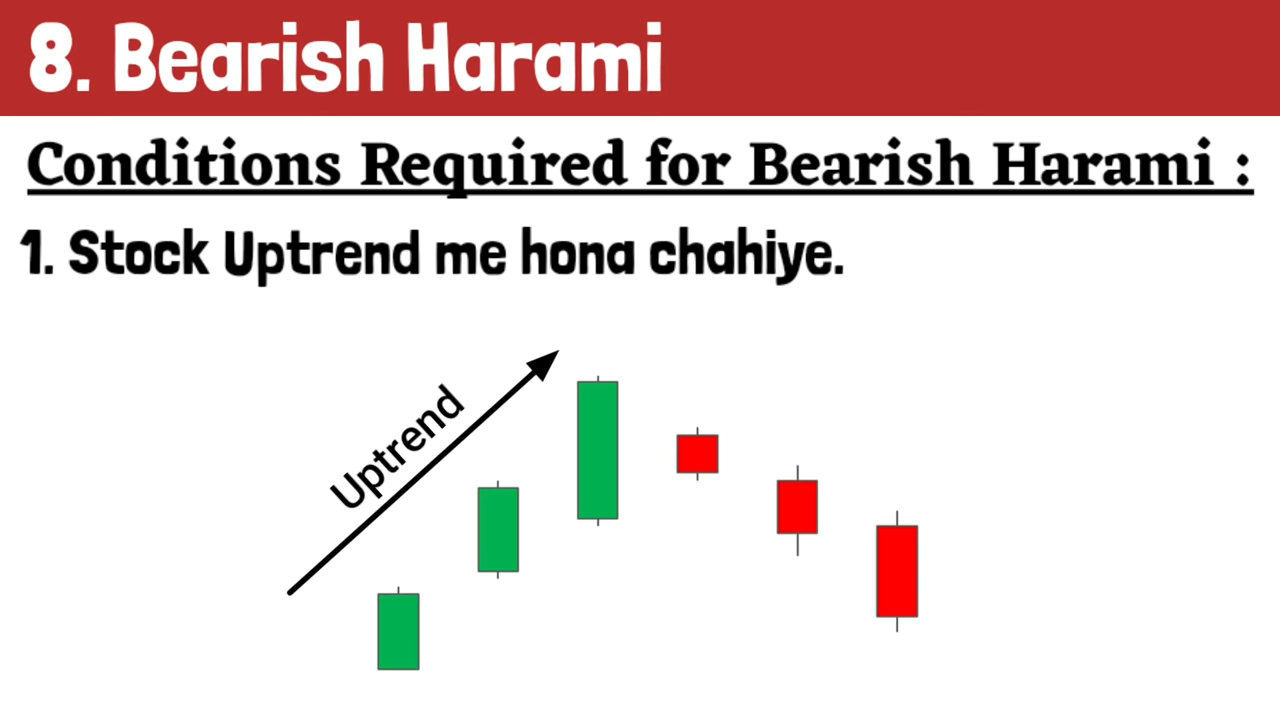 8. Bearish Harami
Conditions Required for Bearish Harami :
1. Stock Uptrend me hona chahiye.
Uptrend